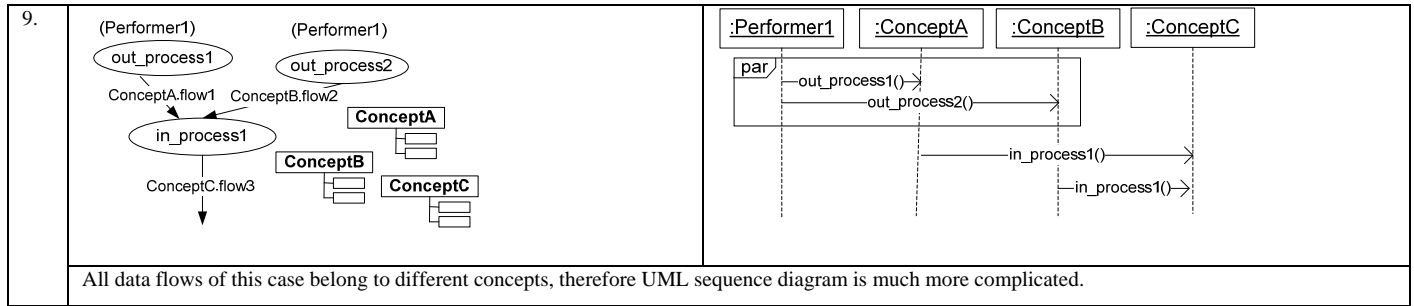 9.
(Performer1)
(Performer1)
out_process1
out_process2
ConceptA.flow1
ConceptB.flow2
in_process1
ConceptC.flow3
ConceptA
ConceptB
ConceptC
:Performer1
:ConceptA
:ConceptB
:ConceptC
par
out_process1()
out_process2()
in_process1()
in_process1()
All data flows of this case belong to different concepts, therefore UML sequence diagram is much more complicated.